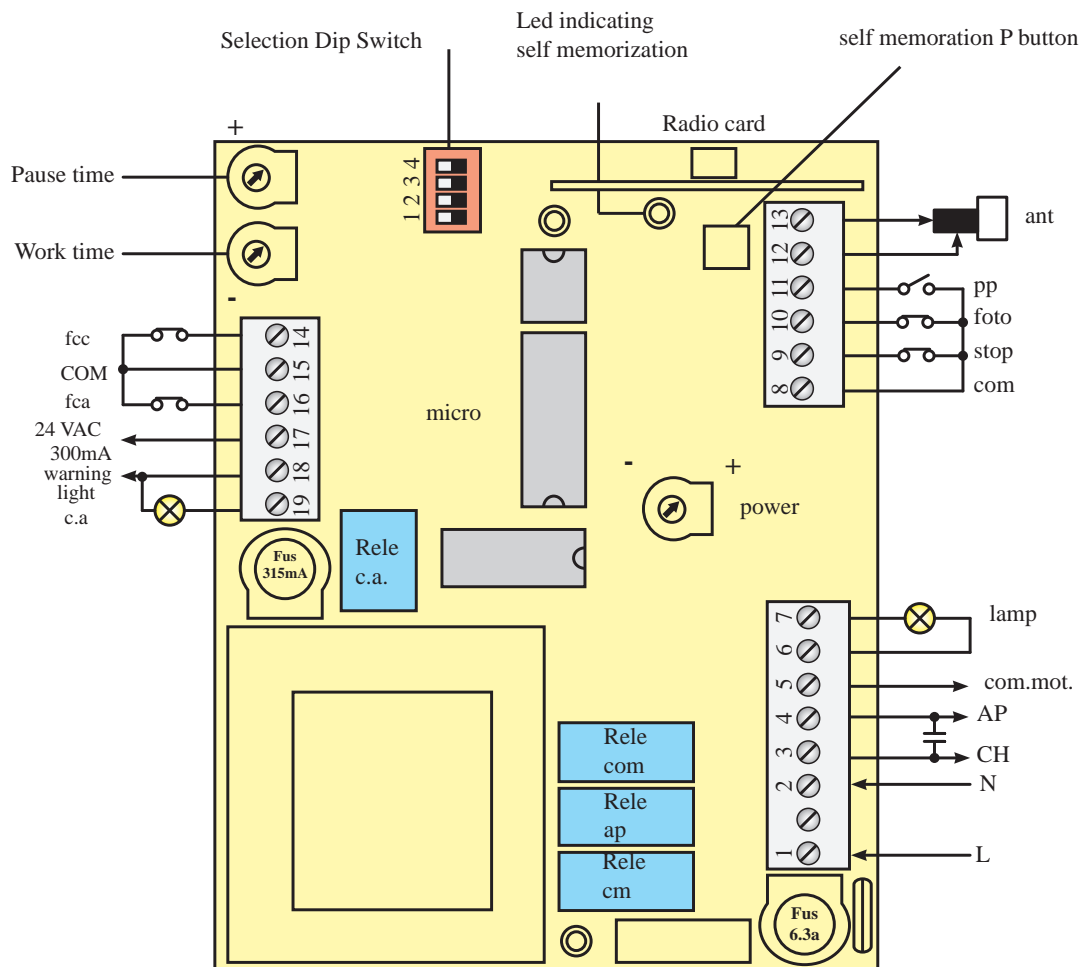 Led indicating
self memorization
Selection Dip Switch
self memoration P button
Radio card
+
Pause time
1 2 3 4
Work time
-
13
12
11
10
9
8
ant
pp
foto
stop
com
14
15
16
17
18
19
fcc
COM
fca
24 VAC
300mA
warning
light
c.a
micro
- +
power
Fus
315mA
Rele
c.a.
7
6
5
4
3
2
1
lamp
com.mot.
AP
CH
N
L
Rele
com
Rele
ap
Rele
cm
Fus
6.3a